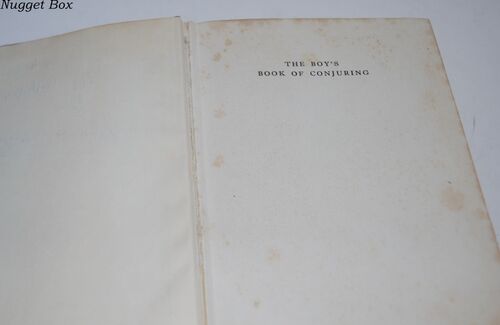 Nugget Box
THE BOY'S
BOOK OF CONJURING